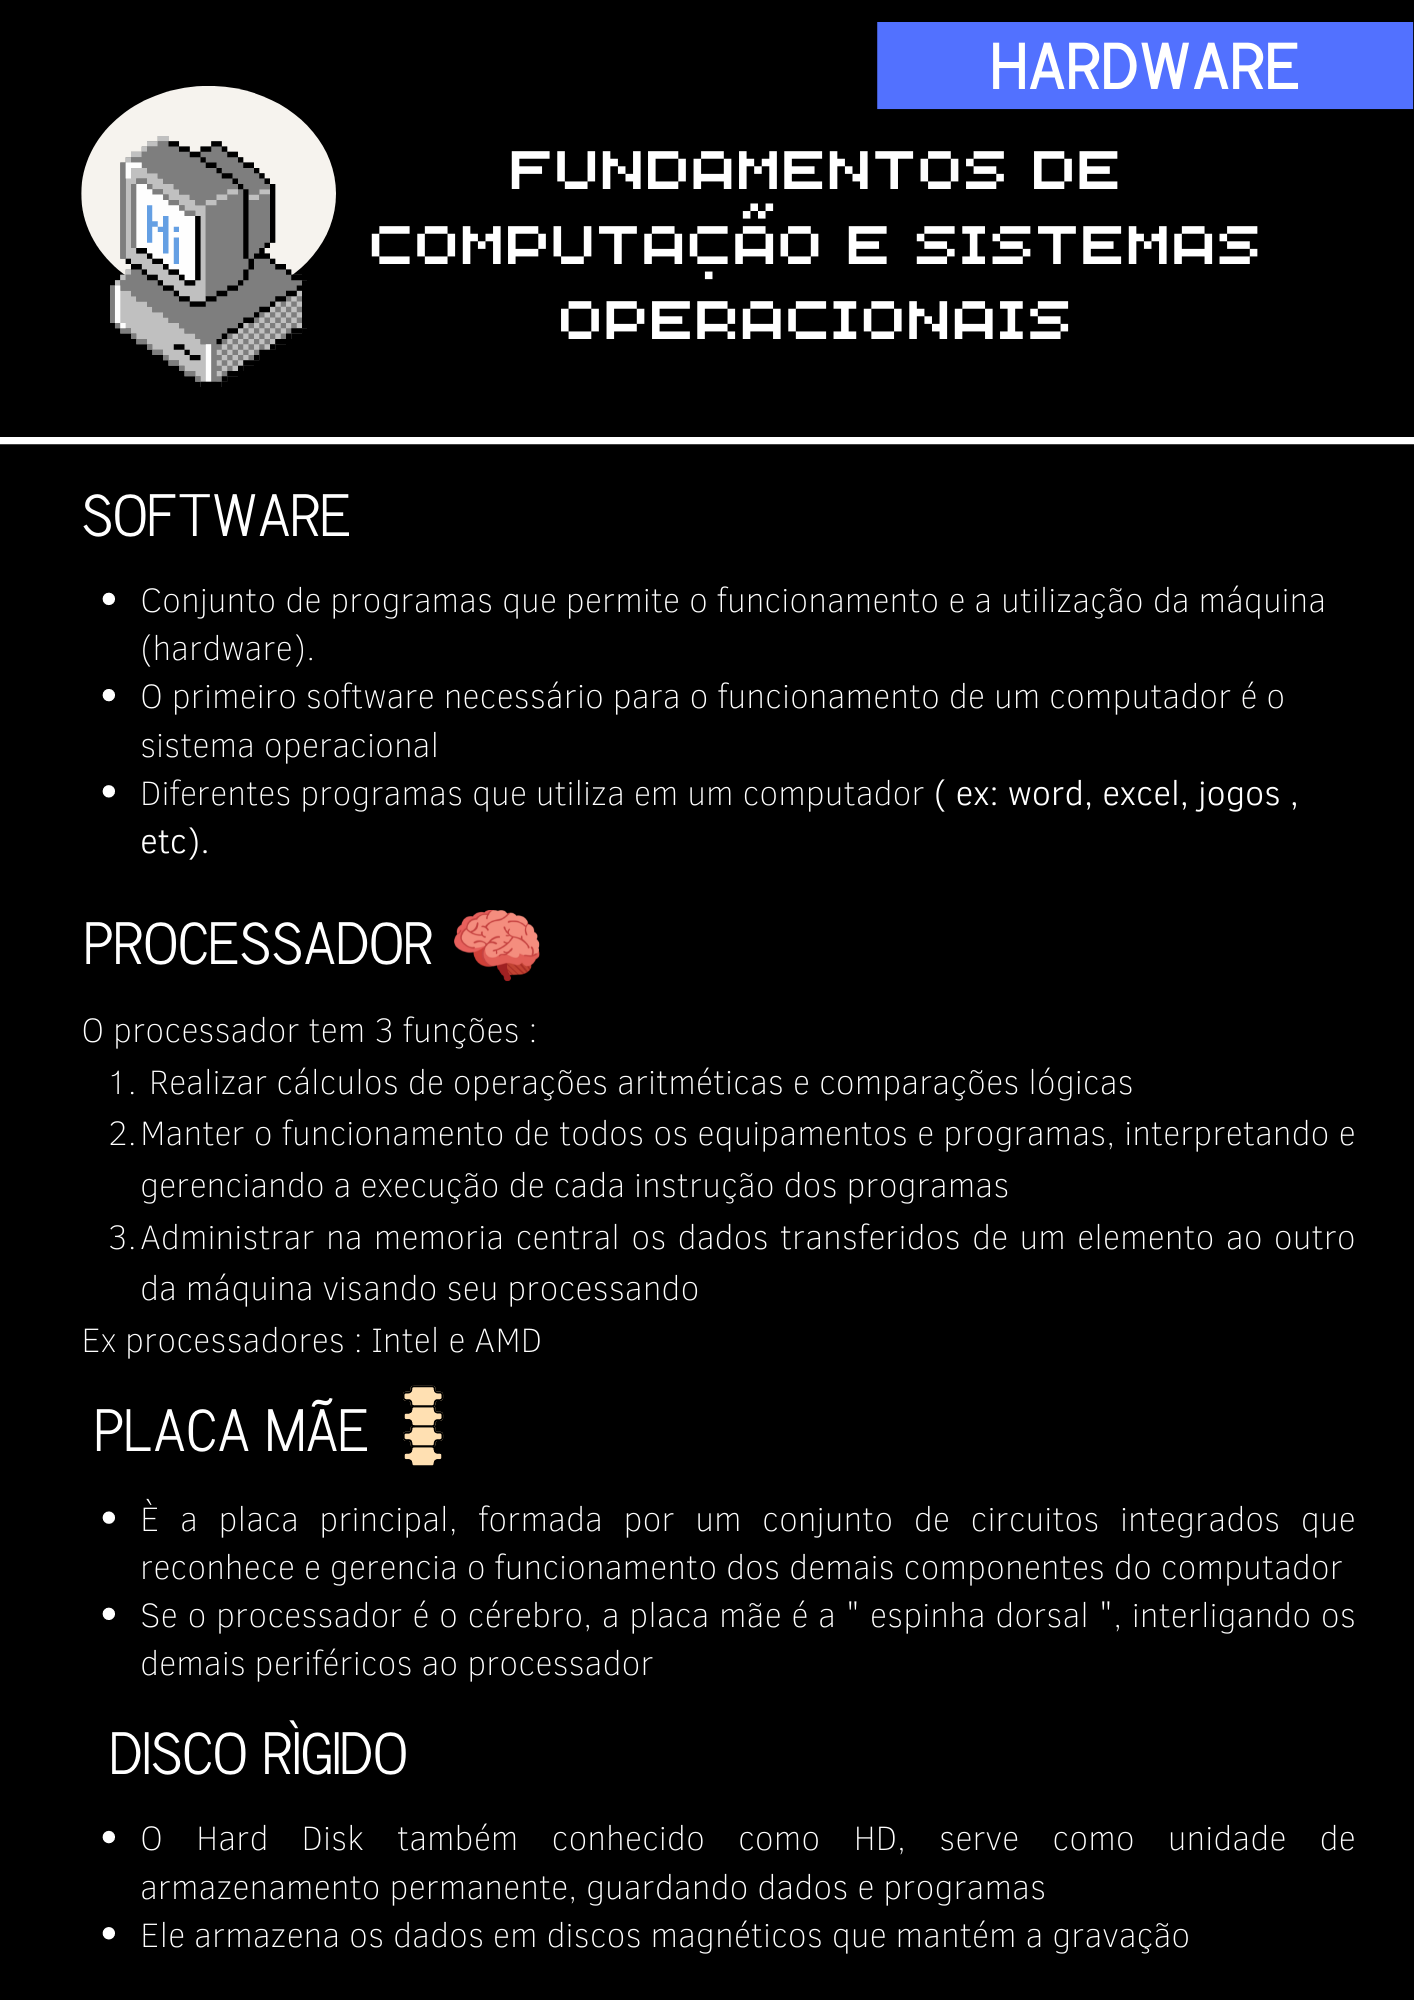 HARDWARE
Hi
FUNDAMENTOS DE
COMPUTAÇÃO E SISTEMAS
OPERACIONAIS
SOFTWARE
• Conjunto de programas que permite o funcionamento e a utilização da máquina
(hardware).
• O primeiro software necessário para o funcionamento de um computador é o
sistema operacional
• Diferentes programas que utiliza em um computador ( ex: word, excel, jogos ,
etc).
PROCESSADOR
O processador tem 3 funções :
1. Realizar cálculos de operações aritméticas e comparações lógicas
2. Manter o funcionamento de todos os equipamentos e programas, interpretando e
gerenciando a execução de cada instrução dos programas
3. Administrar na memoria central os dados transferidos de um elemento ao outro
da máquina visando seu processando
Ex processadores : Intel e AMD
PLACA MÃE
• È a placa principal, formada por um conjunto de circuitos integrados que
reconhece e gerencia o funcionamento dos demais componentes do computador
• Se o processador é o cérebro, a placa mãe é a " espinha dorsal ", interligando os
demais periféricos ao processador
DISCO RÌGIDO
• O Hard Disk também conhecido como HD, serve como unidade de
armazenamento permanente, guardando dados e programas
• Ele armazena os dados em discos magnéticos que mantém a gravação